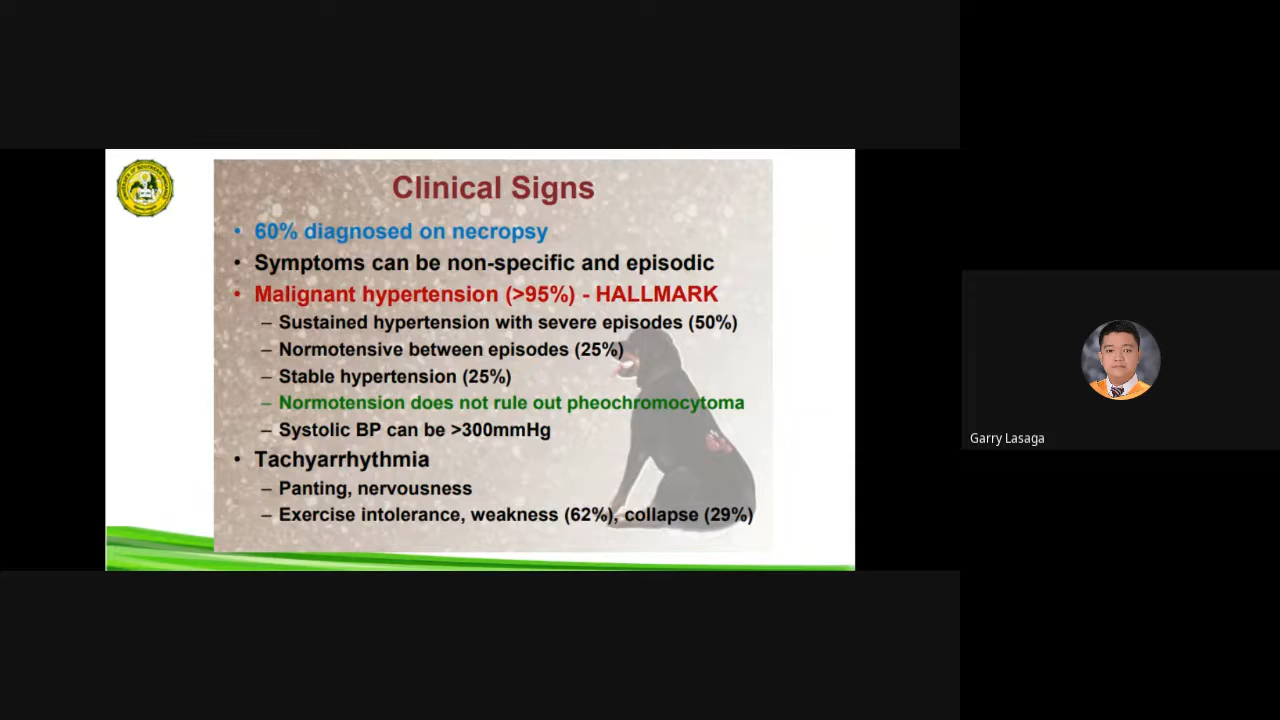 Clinical Signs
• 60% diagnosed on necropsy
• Symptoms can be non-specific and episodic
• Malignant hypertension (>95%) - HALLMARK
– Sustained hypertension with severe episodes (50%)
– Normotensive between episodes (25%)
– Stable hypertension (25%)
– Normotension does not rule out pheochromocytoma
– Systolic BP can be >300mmHg
• Tachyarrhythmia
– Panting, nervousness
– Exercise intolerance, weakness (62%), collapse (29%)
Garry Lasaga